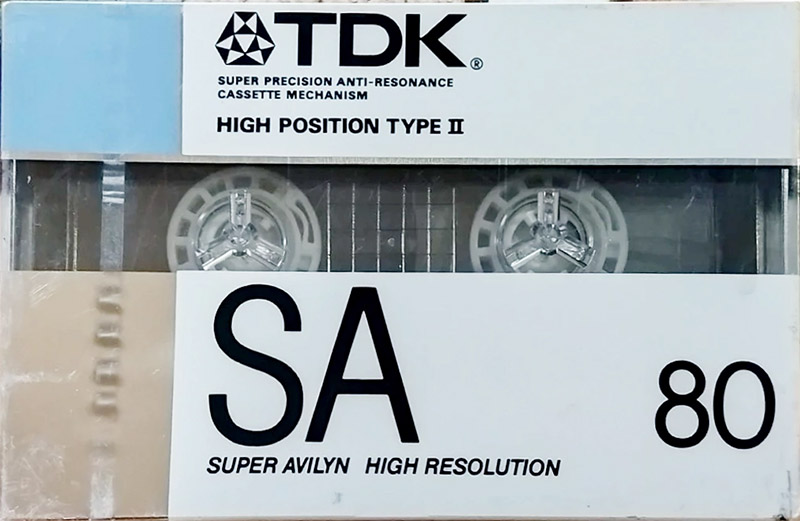 TDK®
SUPER PRECISION ANTI-RESONANCE
CASSETTE MECHANISM
HIGH POSITION TYPE II
SA
80
SUPER AVILYN HIGH RESOLUTION